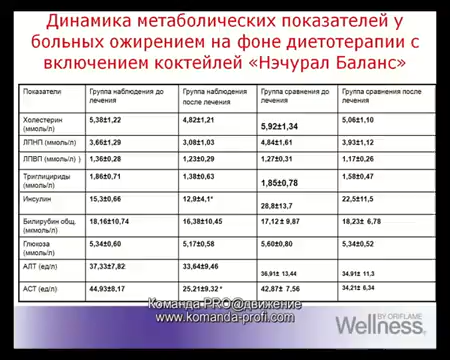 Динамика метаболических показателей у
больных ожирением на фоне диетотерапии с
включением коктейлей «Нэчурал Баланс»
Показатели Группа наблюдения до лечения Группа наблюдения после лечения Группа сравнения до лечения Группа сравнения после лечения
Холестерин (ммоль/л) 5,38±1,22 4,82±1,21 5,92±1,34 5,06±1,10
ЛПНП (ммоль/л) 3,66±1,29 3,08±1,03 4,84±1,61 3,93±1,12
ЛПВП (ммоль/л) ) 1,36±0,28 1,23±0,29 1,27±0,31 1,17±0,26
Триглицириды (ммоль/л) 1,86±0,71 1,38±0,63 1,85±0,78 1,58±0,47
Инсулин 15,3±0,66 12,9±4,1* 28,8±13,7 22,5±11,5
Билирубин общ. (ммоль/л) 18,16±10,74 16,38±10,45 17,12 ± 9,87 18,23± 6,78
Глюкоза (ммоль/л) 5,34±0,60 5,17±0,58 5,60±0,80 5,34±0,52
АЛТ (ед/л) 37,33±7,82 33,64±9,46 36,91± 13,44 34,91± 11,3
АСТ (ед/л) 44,93±8,17 25,21±9,32 * 42,87± 7,56 34,21± 6,34
Команда PRO@движение
www.komanda-profi.com
BY ORIFLAME
Wellness.